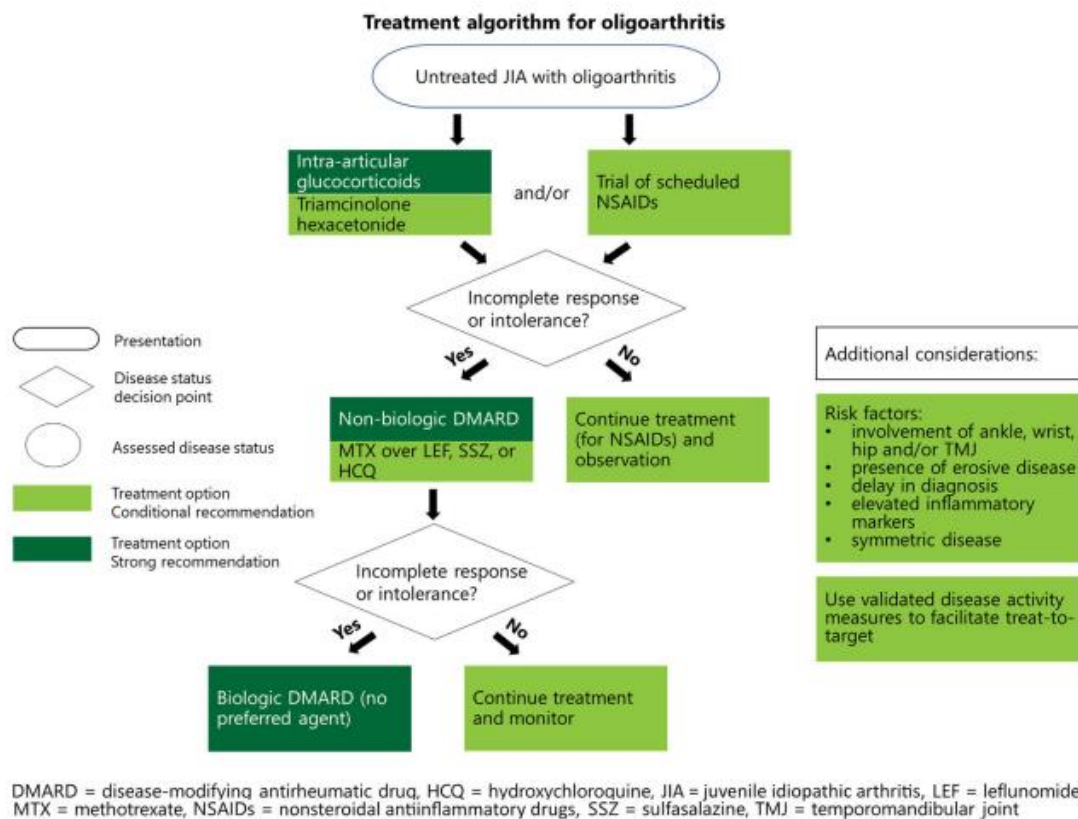 Treatment algorithm for oligoarthritis
Untreated JIA with oligoarthritis
Intra-articular
glucocorticoids
Triamcinolone
hexacetonide
and/or
Trial of scheduled
NSAIDs
Incomplete response
or intolerance?
Yes
No
Non-biologic DMARD
MTX over LEF, SSZ, or
HCQ
Continue treatment
(for NSAIDs) and
observation
Incomplete response
or intolerance?
Yes
No
Biologic DMARD (no
preferred agent)
Continue treatment
and monitor
Presentation
Disease status
decision point
Assessed disease status
Treatment option
Conditional recommendation
Treatment option
Strong recommendation
Additional considerations:
Risk factors:
• involvement of ankle, wrist,
hip and/or TMJ
• presence of erosive disease
• delay in diagnosis
• elevated inflammatory
markers
• symmetric disease
Use validated disease activity
measures to facilitate treat-to-
target
DMARD = disease-modifying antirheumatic drug, HCQ = hydroxychloroquine, JIA = juvenile idiopathic arthritis, LEF = leflunomide
MTX = methotrexate, NSAIDs = nonsteroidal antiinflammatory drugs, SSZ = sulfasalazine, TMJ = temporomandibular joint